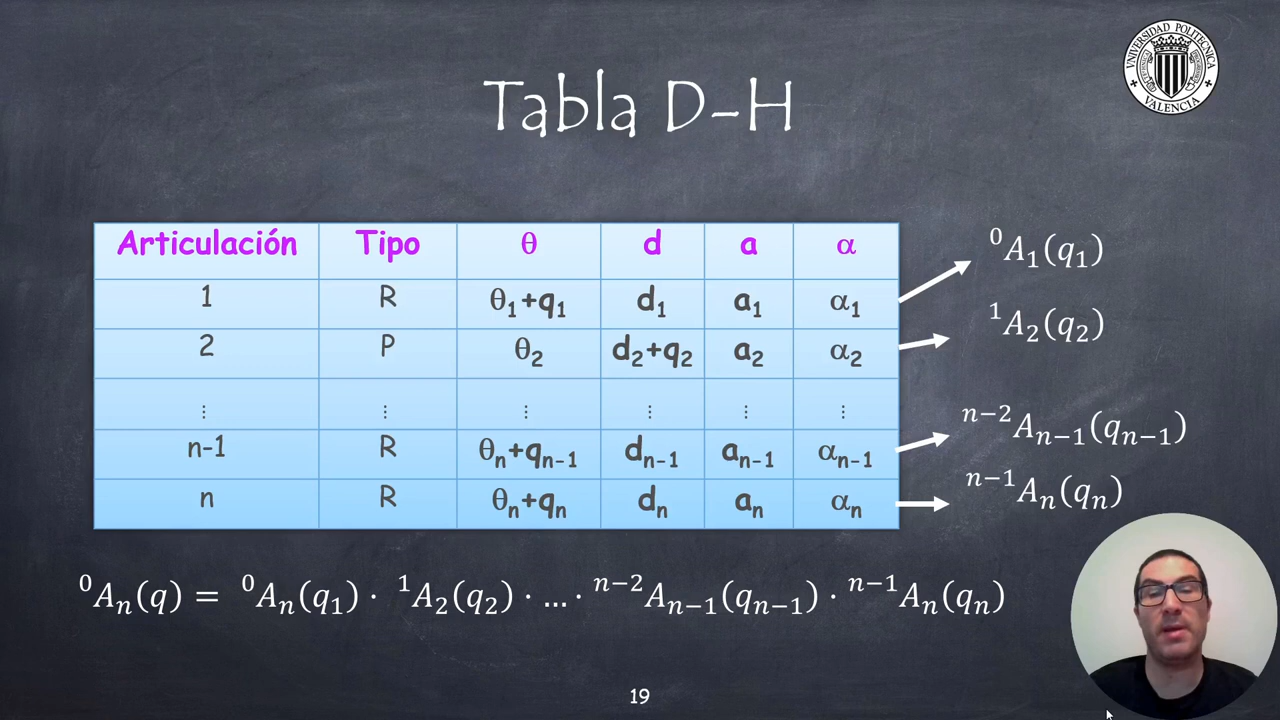 UNIVERSIDAD POLITECNICA
VALENCIA
Tabla D-H
Articulación Tipo θ d a α
1 R θ₁+q₁ d₁ a₁ α₁
2 P θ₂ d₂+q₂ a₂ α₂
⋮ ⋮ ⋮ ⋮ ⋮ ⋮
n-1 R θₙ+qₙ₋₁ dₙ₋₁ aₙ₋₁ αₙ₋₁
n R θₙ+qₙ dₙ aₙ αₙ
⁰A₁(q₁)
¹A₂(q₂)
ⁿ⁻²Aₙ₋₁(qₙ₋₁)
ⁿ⁻¹Aₙ(qₙ)
⁰Aₙ(q) = ⁰Aₙ(q₁) · ¹A₂(q₂) · … · ⁿ⁻²Aₙ₋₁(qₙ₋₁) · ⁿ⁻¹Aₙ(qₙ)
19